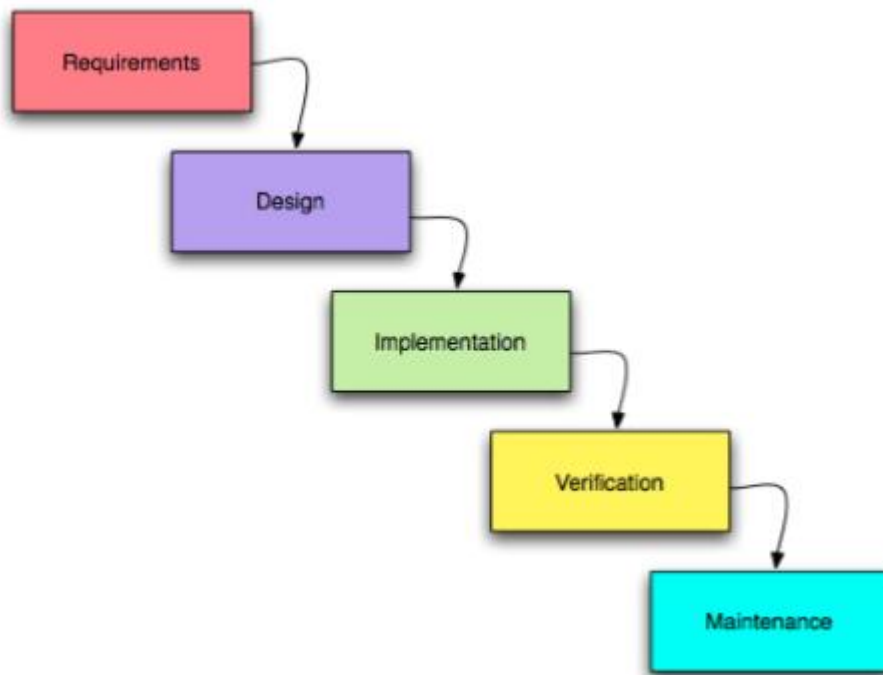 Requirements
Design
Implementation
Verification
Maintenance